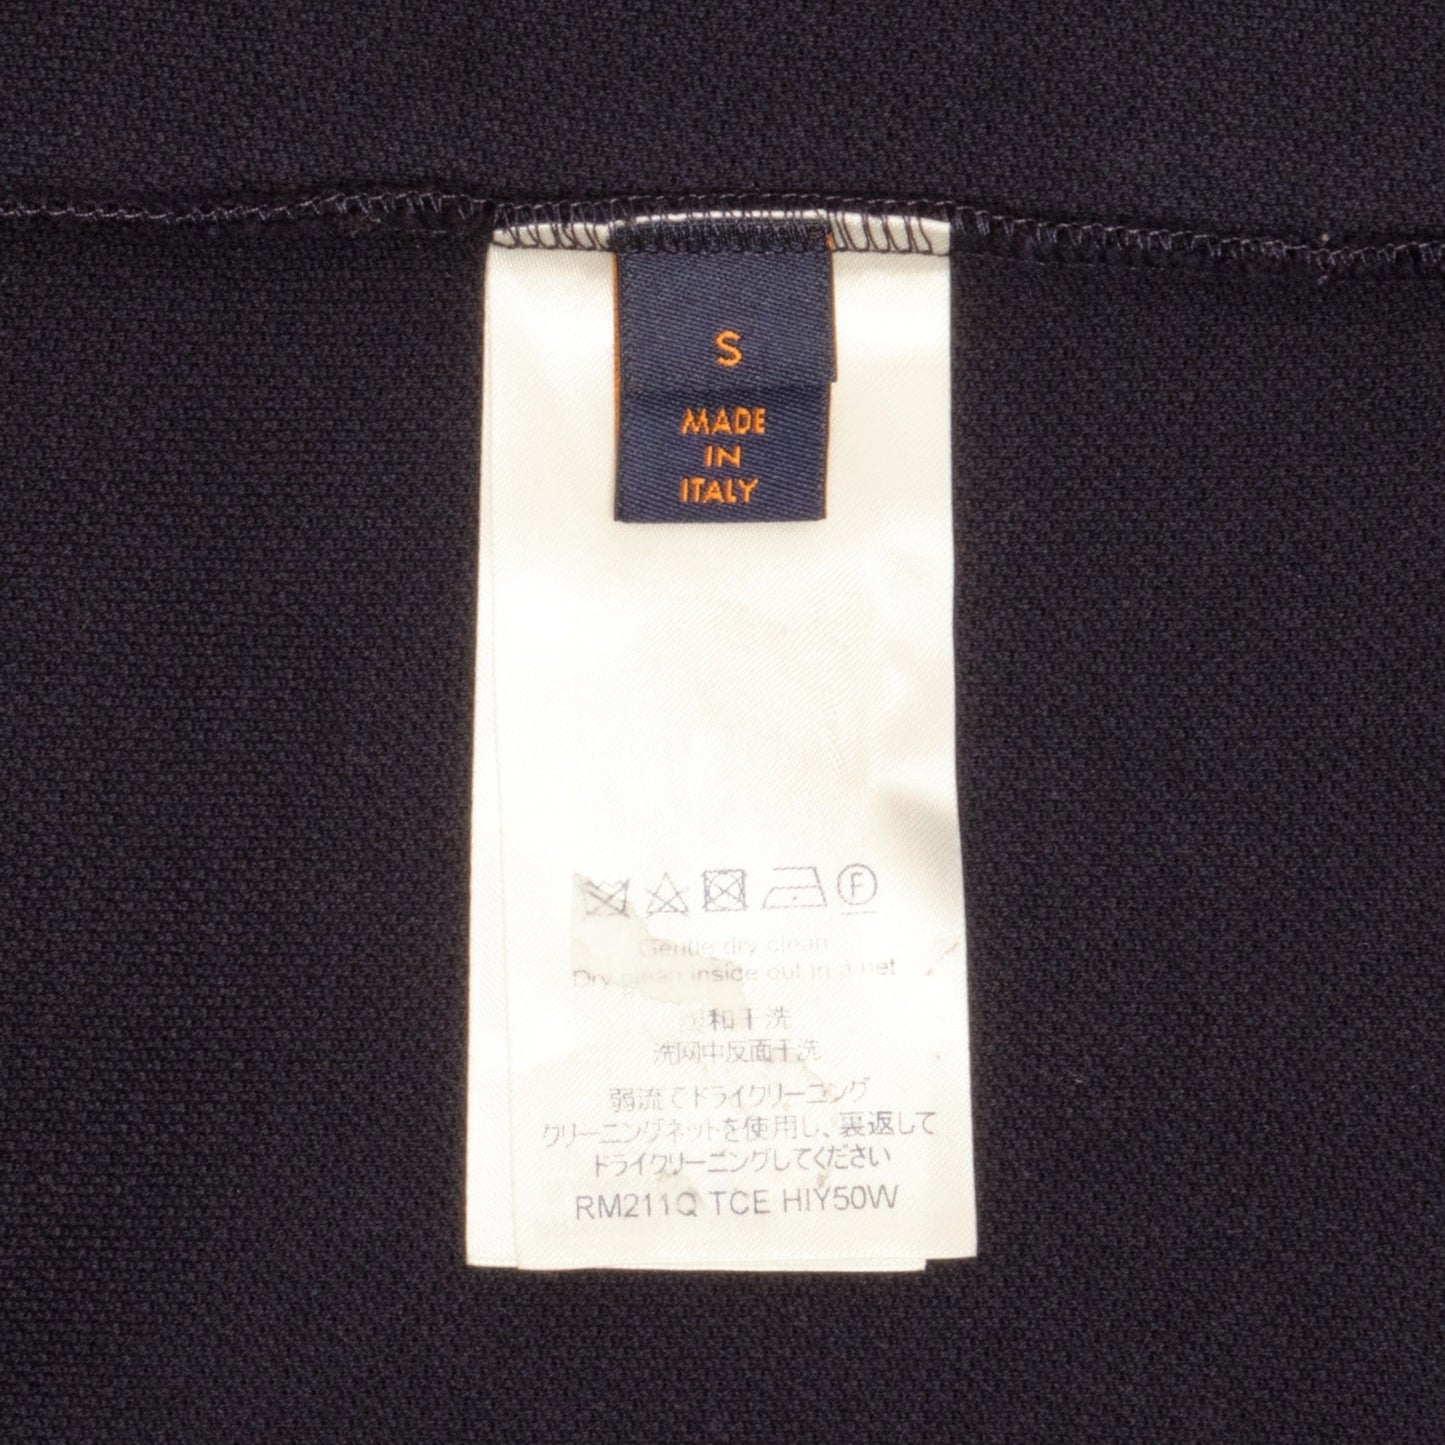 S
MADE
IN
ITALY
F
Gentle dry clean
Dry clean inside out in a net
和干洗
洗网中反面干洗
弱流でドライクリーニング
クリーニングネットを使用し、裏返して
ドライクリーニングしてください
RM211Q TCE HIY50W